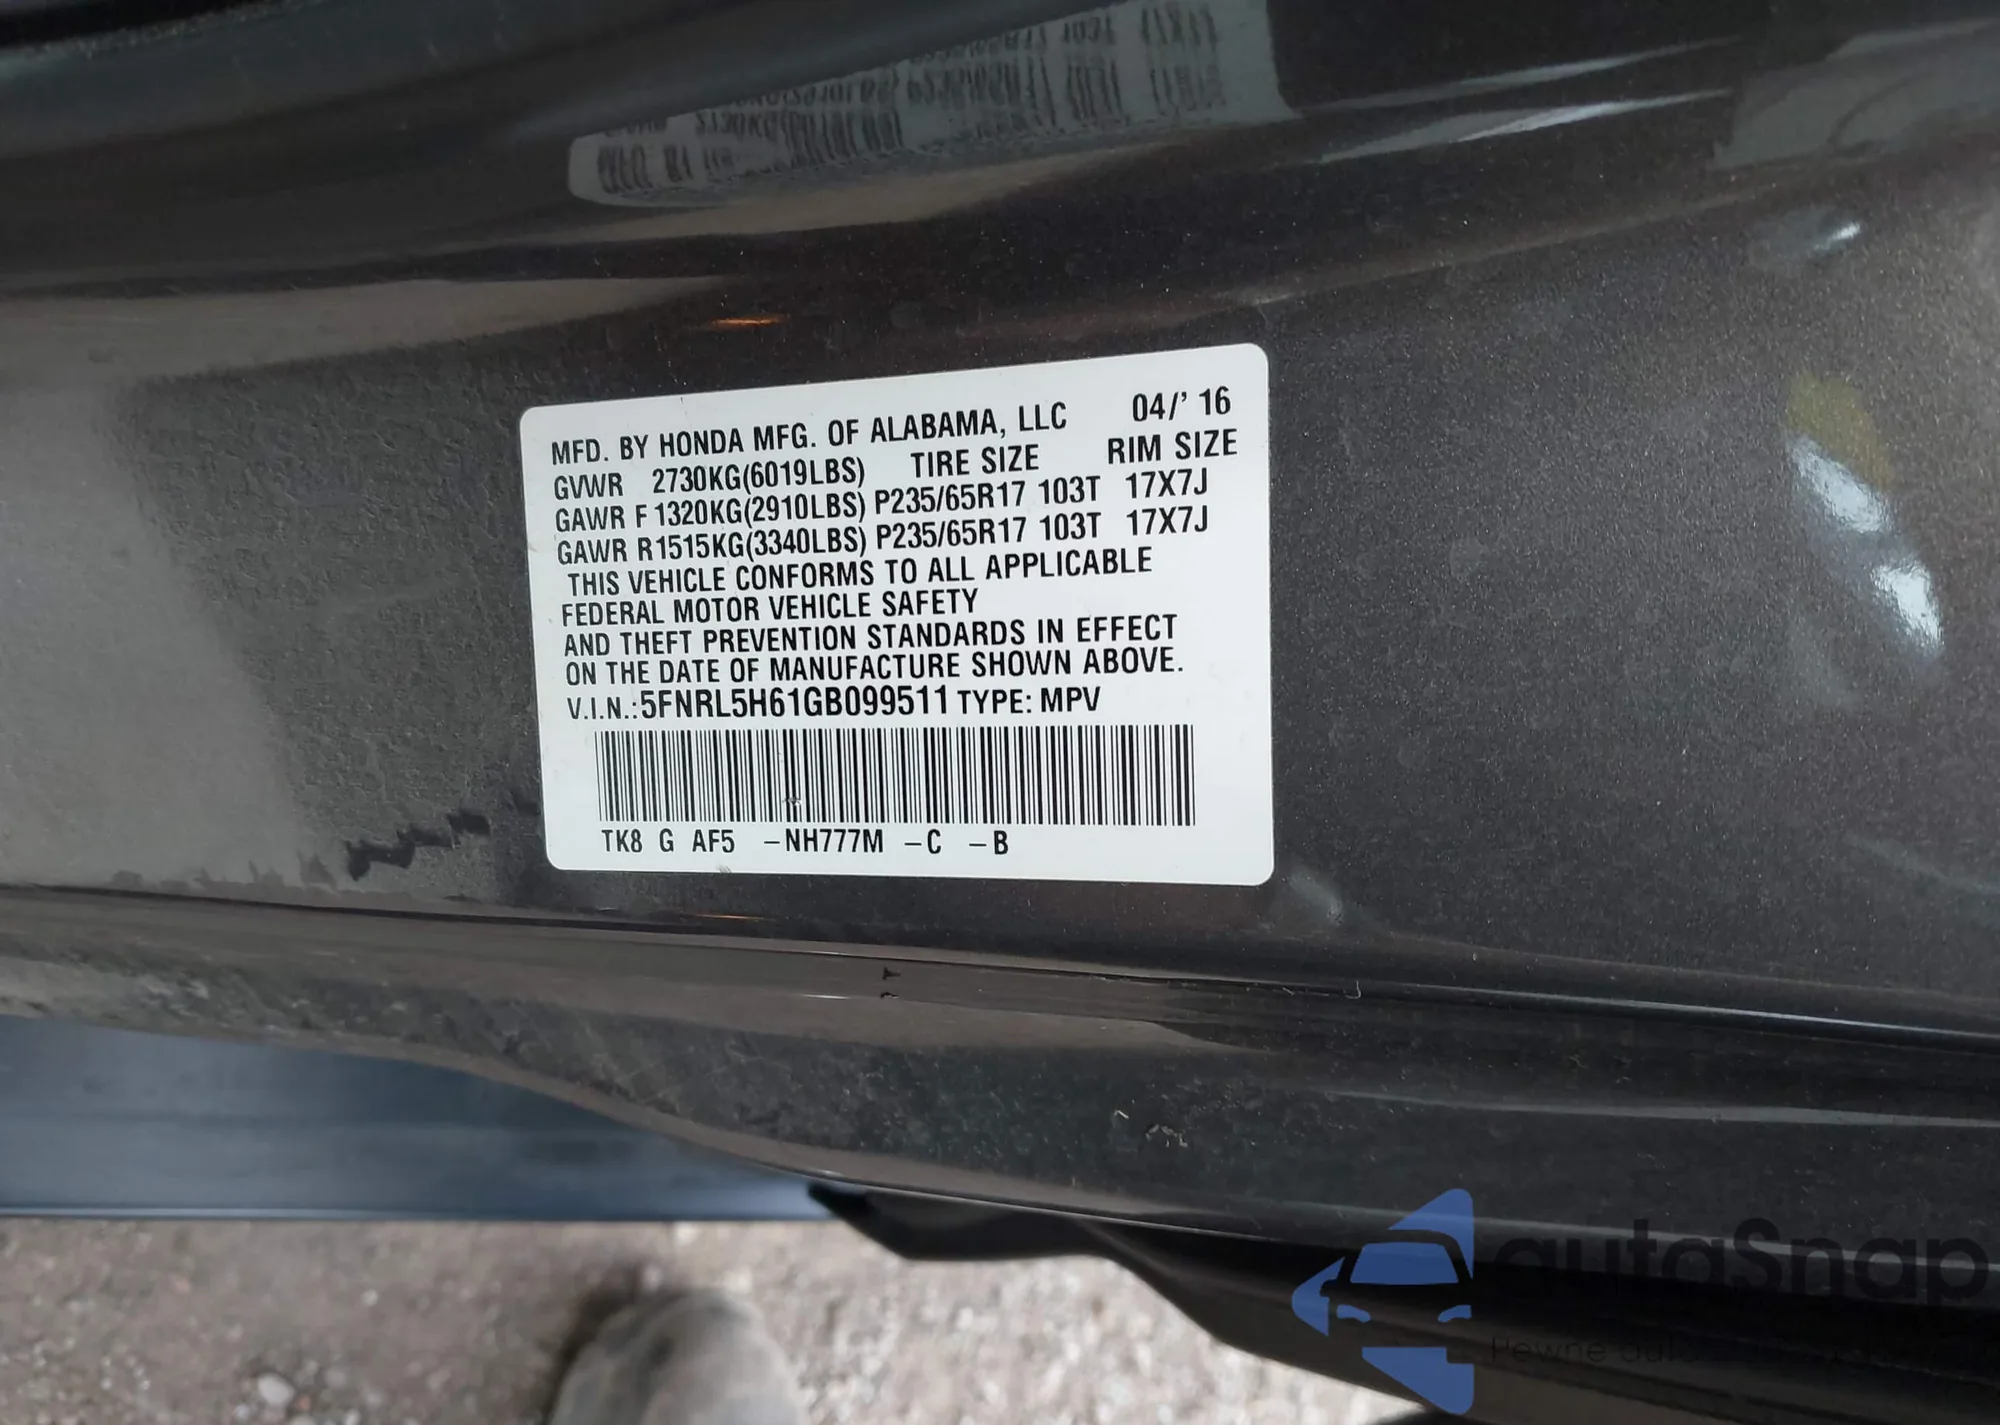 MFD. BY HONDA MFG. OF ALABAMA, LLC 04/' 16
GVWR 2730KG(6019LBS) TIRE SIZE RIM SIZE
GAWR F 1320KG(2910LBS) P235/65R17 103T 17X7J
GAWR R1515KG(3340LBS) P235/65R17 103T 17X7J
THIS VEHICLE CONFORMS TO ALL APPLICABLE
FEDERAL MOTOR VEHICLE SAFETY
AND THEFT PREVENTION STANDARDS IN EFFECT
ON THE DATE OF MANUFACTURE SHOWN ABOVE.
V.I.N.:5FNRL5H61GB099511 TYPE: MPV
TK8 G AF5 -NH777M -C -B
autaSnap
Pewne